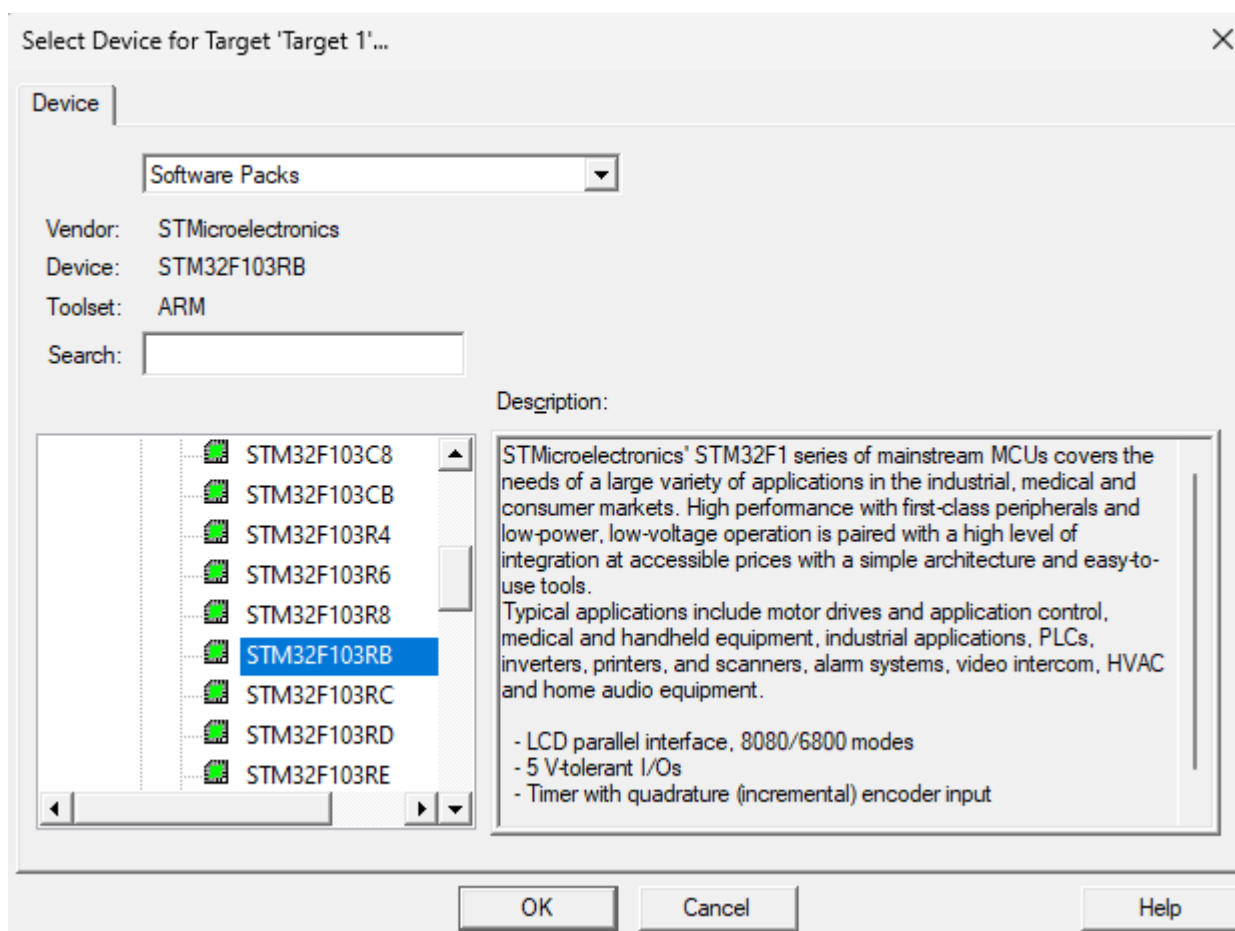 Select Device for Target 'Target 1'...
Device
Software Packs
Vendor: STMicroelectronics
Device: STM32F103RB
Toolset: ARM
Search:
Description:
STM32F103C8
STM32F103CB
STM32F103R4
STM32F103R6
STM32F103R8
STM32F103RB
STM32F103RC
STM32F103RD
STM32F103RE
STMicroelectronics' STM32F1 series of mainstream MCUs covers the
needs of a large variety of applications in the industrial, medical and
consumer markets. High performance with first-class peripherals and
low-power, low-voltage operation is paired with a high level of
integration at accessible prices with a simple architecture and easy-to-
use tools.
Typical applications include motor drives and application control,
medical and handheld equipment, industrial applications, PLCs,
inverters, printers, and scanners, alarm systems, video intercom, HVAC
and home audio equipment.
- LCD parallel interface, 8080/6800 modes
- 5 V-tolerant I/Os
- Timer with quadrature (incremental) encoder input
OK
Cancel
Help